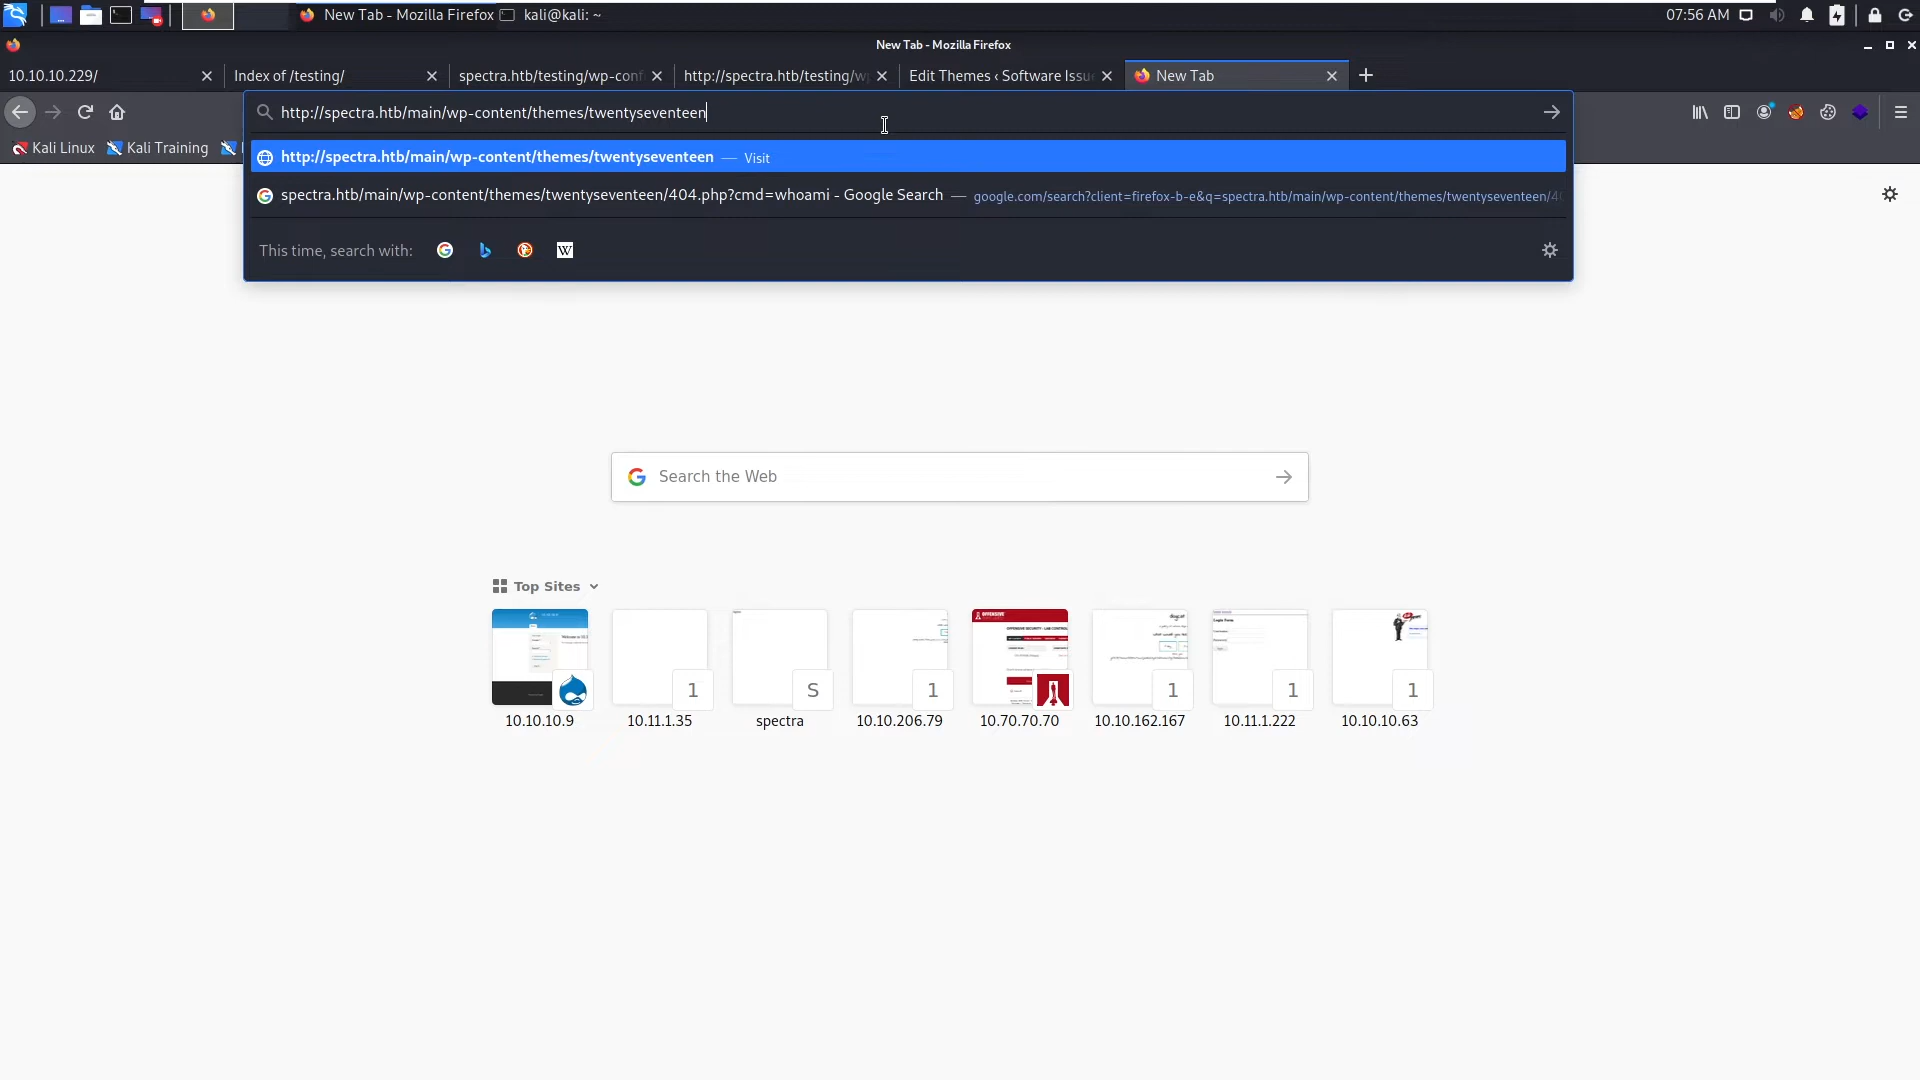 New Tab - Mozilla Firefox
kali@kali: ~
07:56 AM
New Tab - Mozilla Firefox
10.10.10.229/
Index of /testing/
spectra.htb/testing/wp-conf
http://spectra.htb/testing/w
Edit Themes ‹ Software Issu
New Tab
http://spectra.htb/main/wp-content/themes/twentyseventeen
Kali Linux
Kali Training
http://spectra.htb/main/wp-content/themes/twentyseventeen — Visit
spectra.htb/main/wp-content/themes/twentyseventeen/404.php?cmd=whoami - Google Search — google.com/search?client=firefox-b-e&q=spectra.htb/main/wp-content/themes/twentyseventeen/40
This time, search with:
W
Search the Web
Top Sites
1
S
1
1
1
1
10.10.10.9
10.11.1.35
spectra
10.10.206.79
10.70.70.70
10.10.162.167
10.11.1.222
10.10.10.63